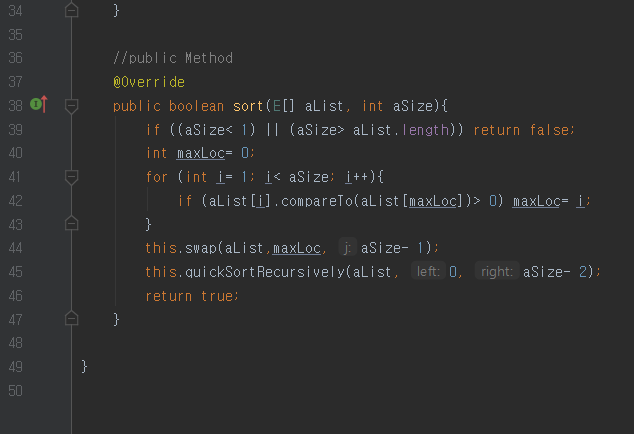 34 }
35
36 //public Method
37 @Override
38 public boolean sort(E[] aList, int aSize){
39 if ((aSize< 1) || (aSize> aList.length)) return false;
40 int maxLoc= 0;
41 for (int i= 1; i< aSize; i++){
42 if (aList[i].compareTo(aList[maxLoc])> 0) maxLoc= i;
43 }
44 this.swap(aList,maxLoc, j: aSize- 1);
45 this.quickSortRecursively(aList, left: 0, right: aSize- 2);
46 return true;
47 }
48
49 }
50